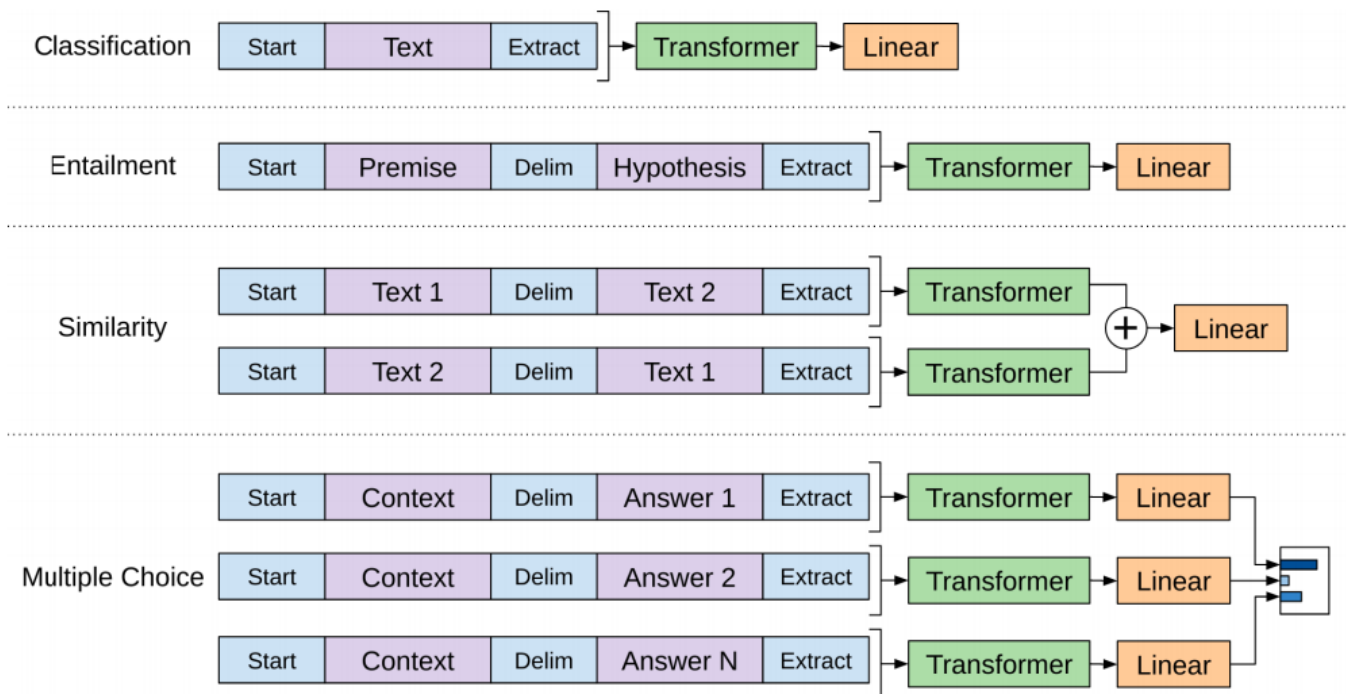 Classification Start Text Extract Transformer Linear
Entailment Start Premise Delim Hypothesis Extract Transformer Linear
Start Text 1 Delim Text 2 Extract Transformer
Similarity + Linear
Start Text 2 Delim Text 1 Extract Transformer
Start Context Delim Answer 1 Extract Transformer Linear
Multiple Choice Start Context Delim Answer 2 Extract Transformer Linear
Start Context Delim Answer N Extract Transformer Linear